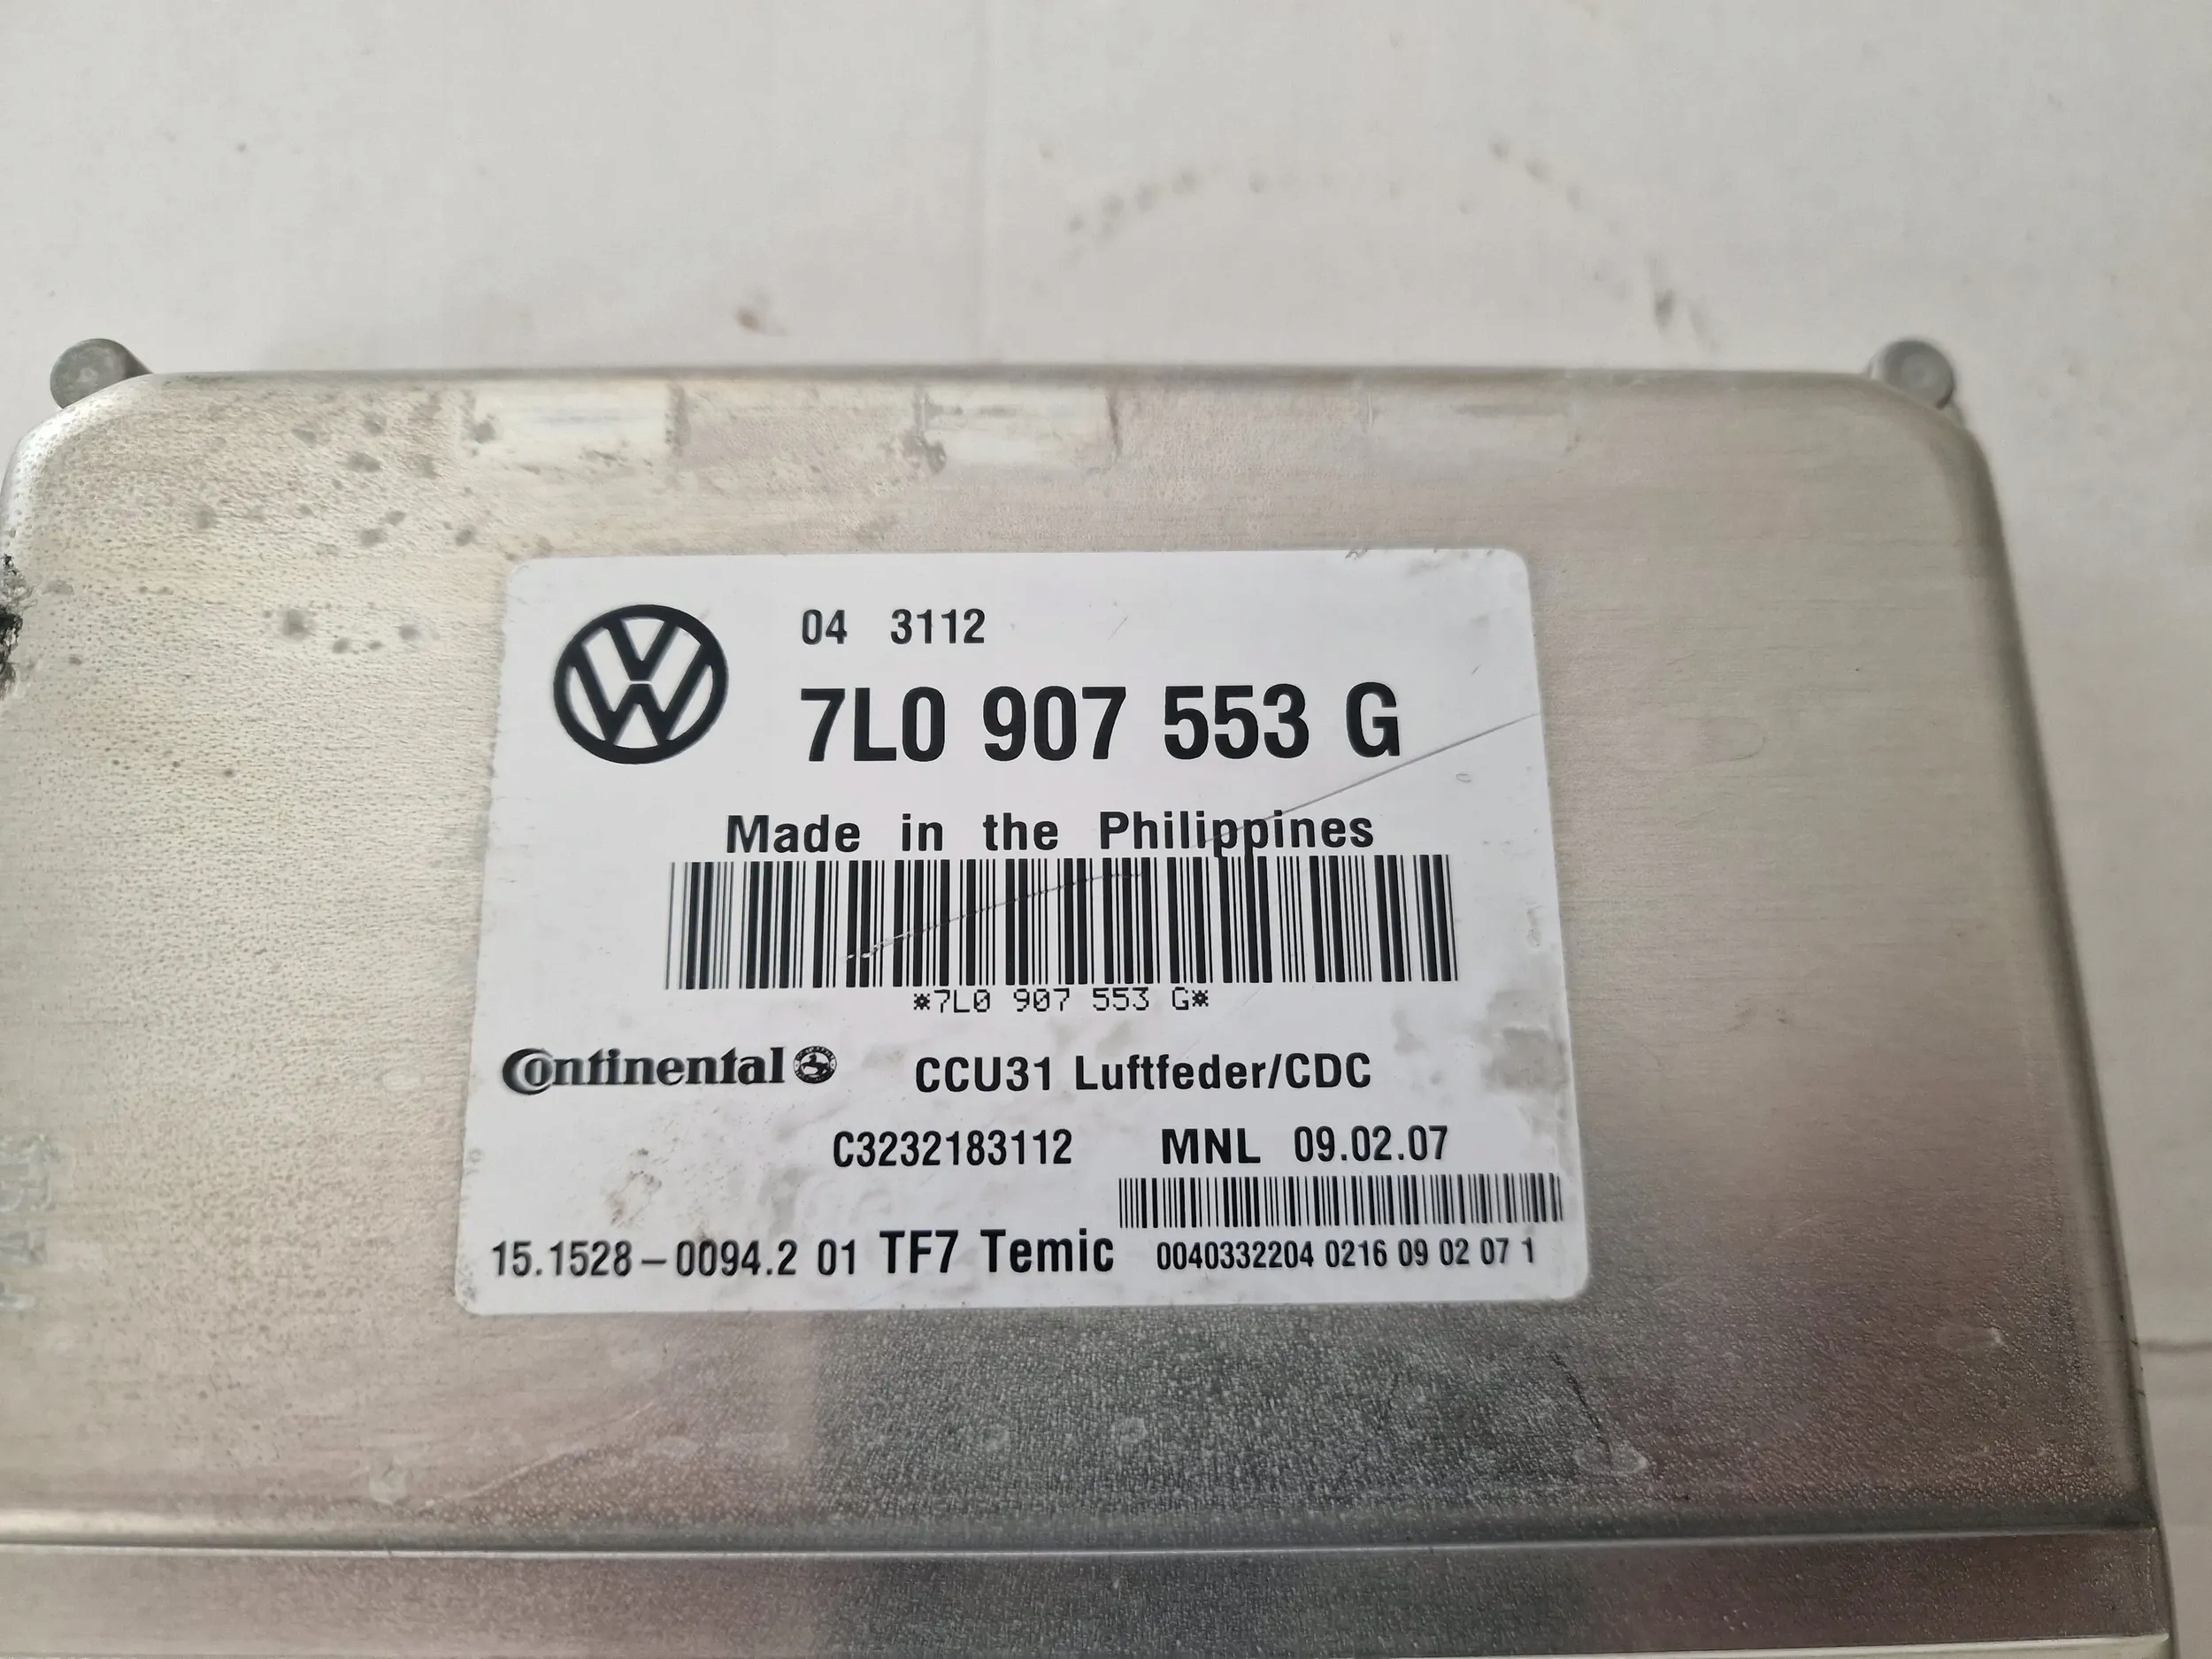 04 3112
7L0 907 553 G
Made in the Philippines
*7L0 907 553 G*
Continental CCU31 Luftfeder/CDC
C3232183112 MNL 09.02.07
15.1528-0094.2 01 TF7 Temic 0040332204 0216 09 02 07 1